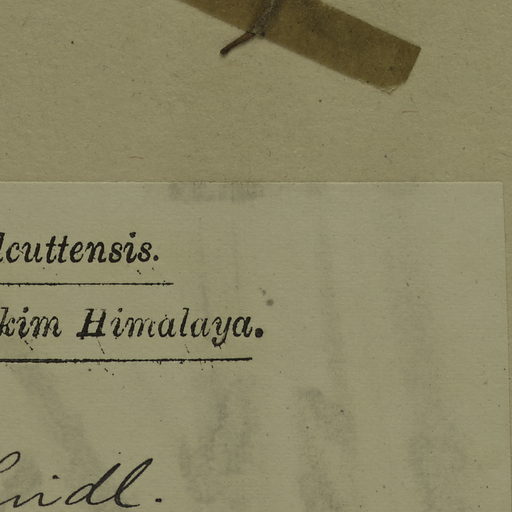 lcuttensis.
kim Himalaya.
Lindl.